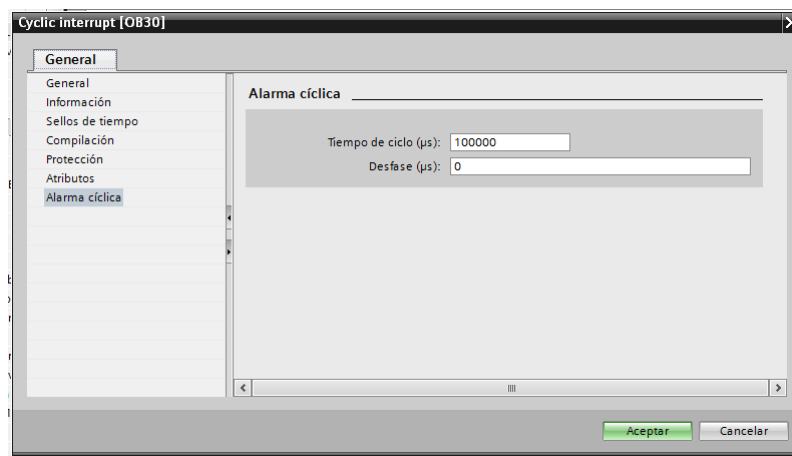 Cyclic interrupt [OB30]
General
General
Información
Sellos de tiempo
Compilación
Protección
Atributos
Alarma cíclica
Alarma cíclica
Tiempo de ciclo (µs): 100000
Desfase (µs): 0
Aceptar Cancelar